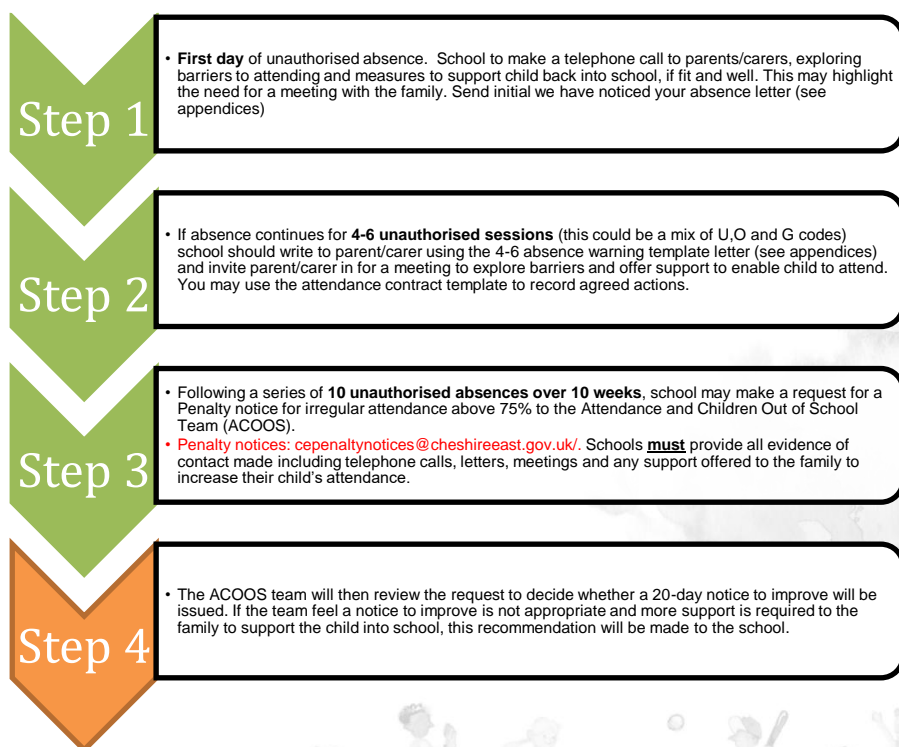 Step 1
• First day of unauthorised absence.  School to make a telephone call to parents/carers, exploring
barriers to attending and measures to support child back into school, if fit and well. This may highlight
the need for a meeting with the family. Send initial we have noticed your absence letter (see
appendices)
Step 2
• If absence continues for 4-6 unauthorised sessions (this could be a mix of U,O and G codes)
school should write to parent/carer using the 4-6 absence warning template letter (see appendices)
and invite parent/carer in for a meeting to explore barriers and offer support to enable child to attend.
You may use the attendance contract template to record agreed actions.
Step 3
• Following a series of 10 unauthorised absences over 10 weeks, school may make a request for a
Penalty notice for irregular attendance above 75% to the Attendance and Children Out of School
Team (ACOOS).
• Penalty notices: cepenaltynotices@cheshireeast.gov.uk/. Schools must provide all evidence of
contact made including telephone calls, letters, meetings and any support offered to the family to
increase their child's attendance.
Step 4
• The ACOOS team will then review the request to decide whether a 20-day notice to improve will be
issued. If the team feel a notice to improve is not appropriate and more support is required to the
family to support the child into school, this recommendation will be made to the school.